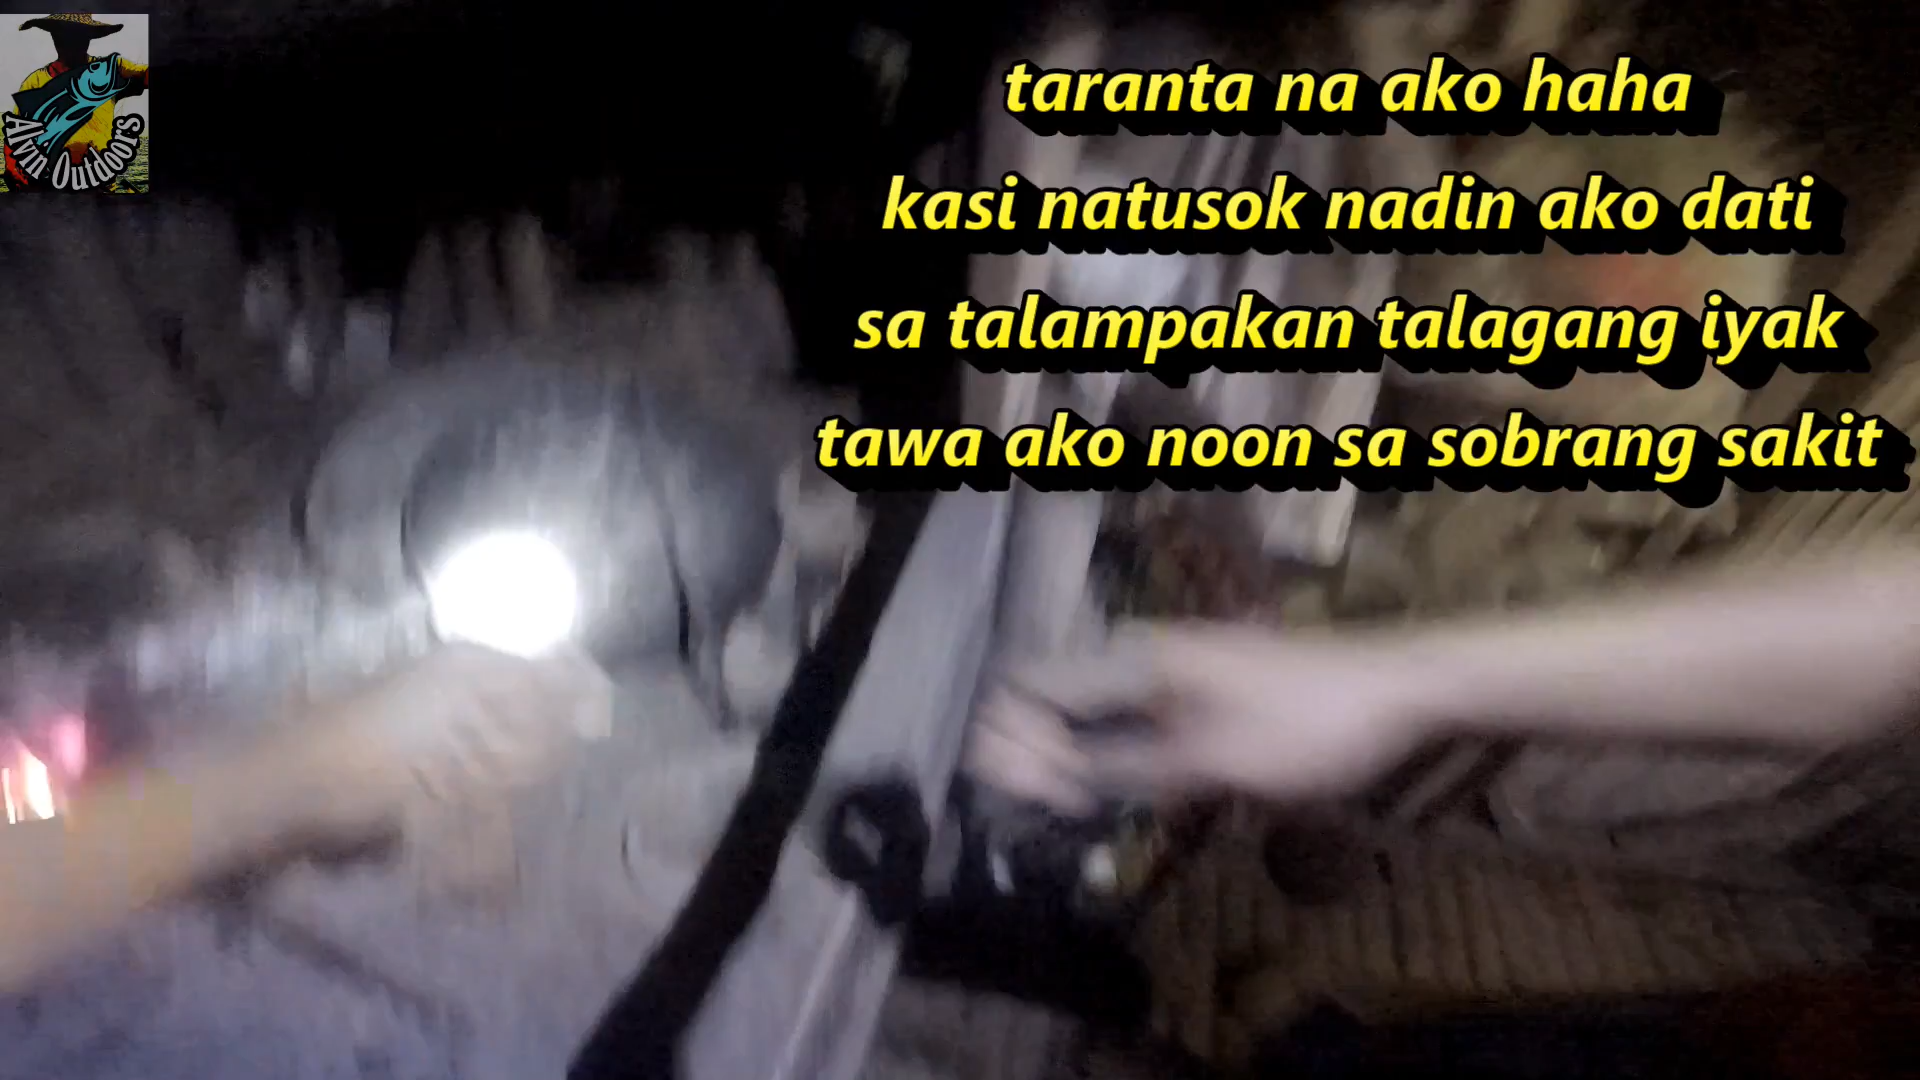 Alvin Outdoors
taranta na ako haha
kasi natusok nadin ako dati
sa talampakan talagang iyak
tawa ako noon sa sobrang sakit